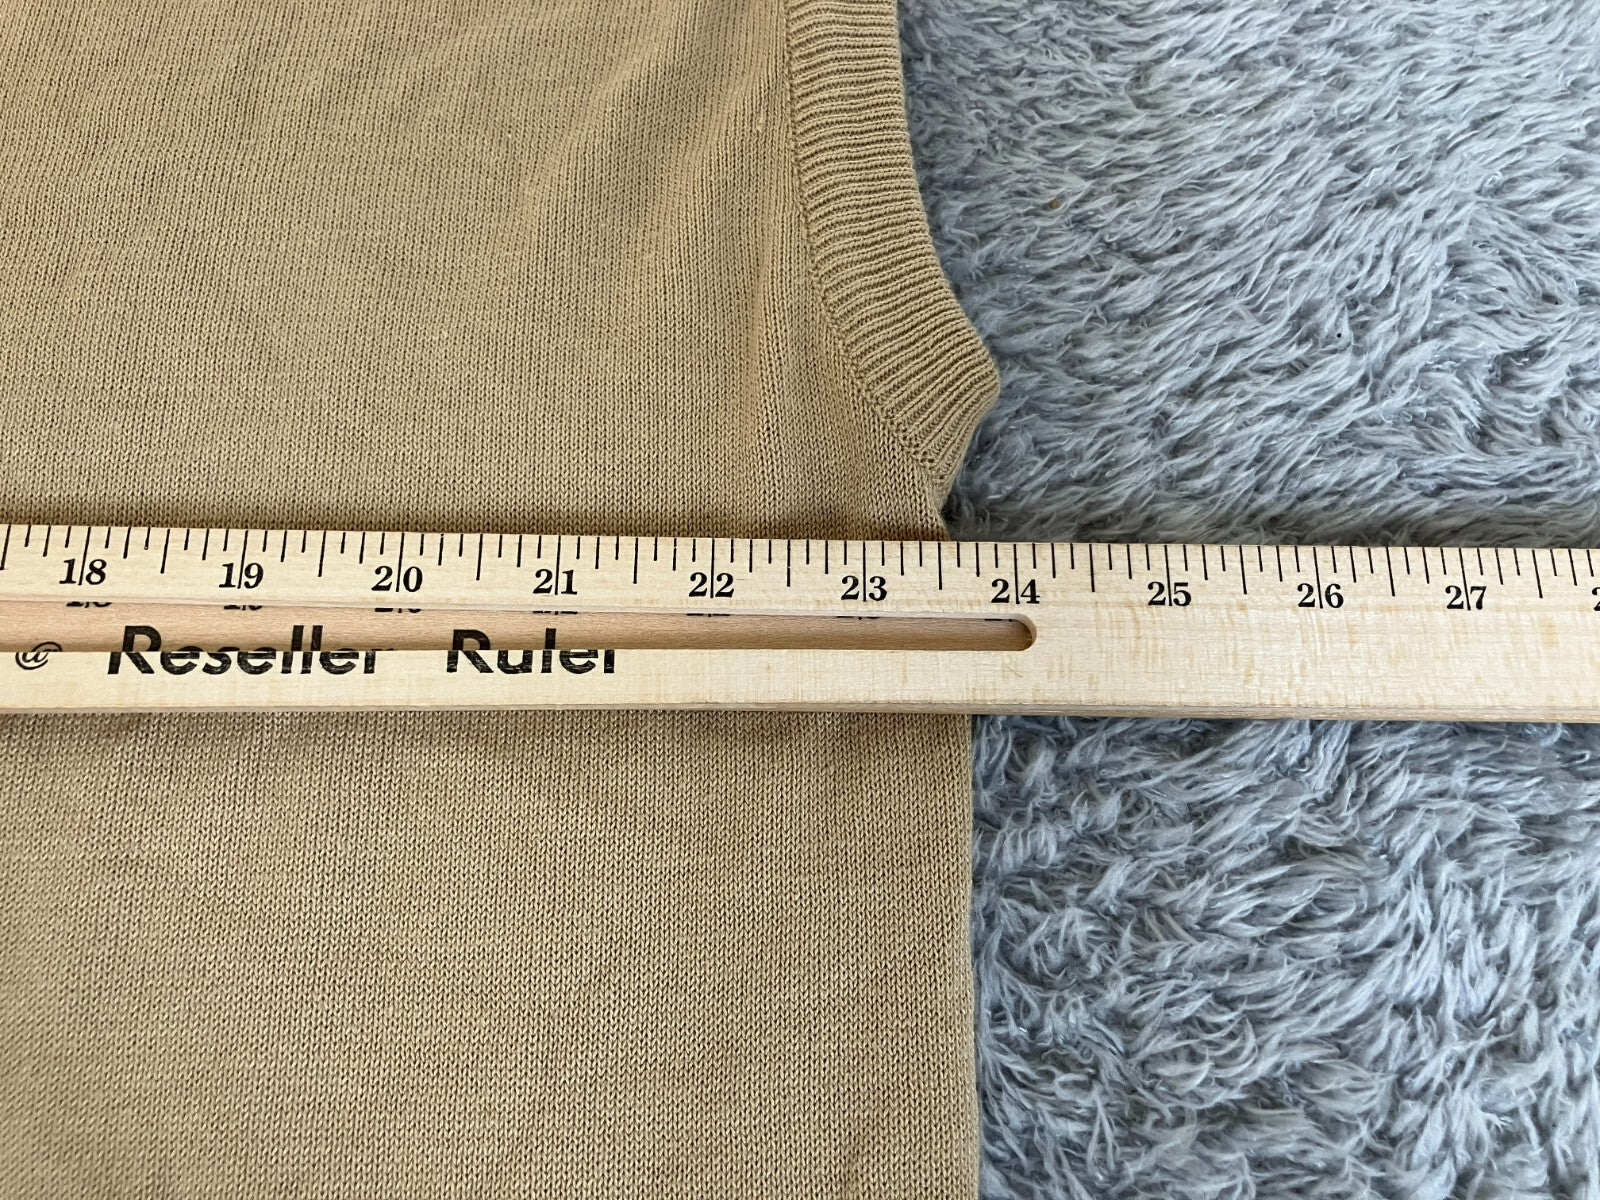 18 19 20 21 22 23 24 25 26 27
@ Reseller Ruler